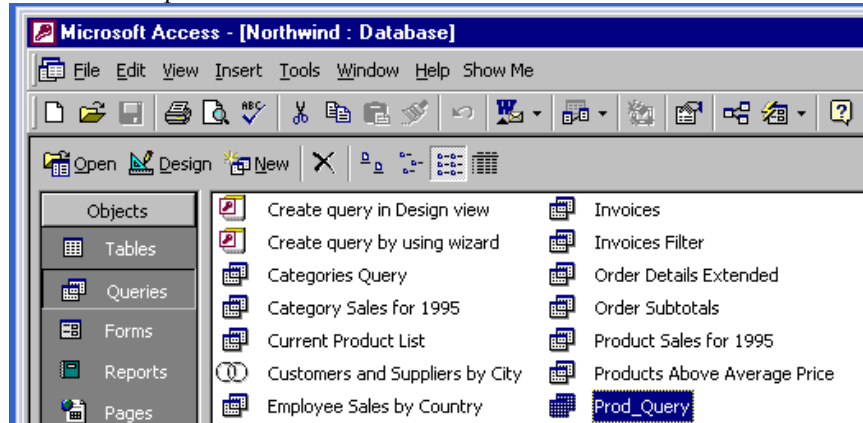 Microsoft Access - [Northwind : Database]
File Edit View Insert Tools Window Help Show Me
ABC
W
Open Design New
Objects
Tables
Queries
Forms
Reports
Pages
Create query in Design view
Create query by using wizard
Categories Query
Category Sales for 1995
Current Product List
Customers and Suppliers by City
Employee Sales by Country
Invoices
Invoices Filter
Order Details Extended
Order Subtotals
Product Sales for 1995
Products Above Average Price
Prod_Query